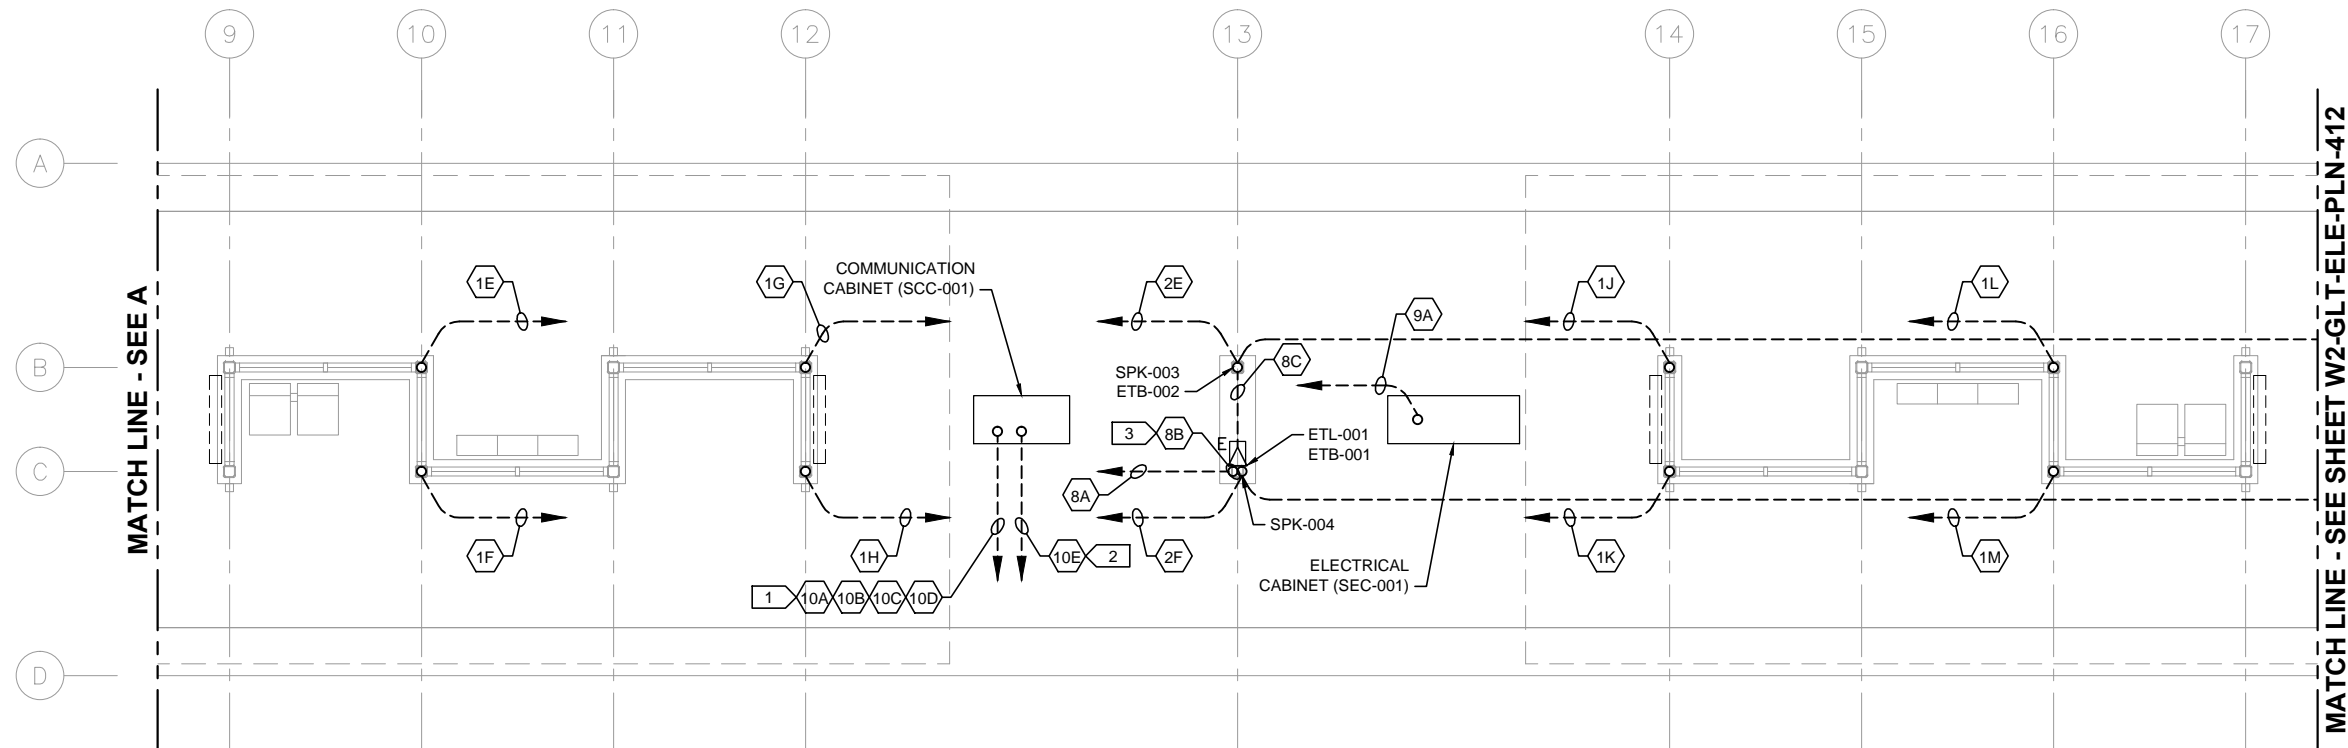 9
10
11
12
13
14
15
16
17
A
B
C
D
MATCH LINE - SEE A
MATCH LINE - SEE SHEET W2-GLT-ELE-PLN-412
1E
1G
COMMUNICATION
CABINET (SCC-001)
2E
9A
1J
1L
8C
SPK-003
ETB-002
3
8B
E
ETL-001
ETB-001
8A
SPK-004
1F
1H
10E
2
2F
ELECTRICAL
CABINET (SEC-001)
1K
1M
1
10A
10B
10C
10D